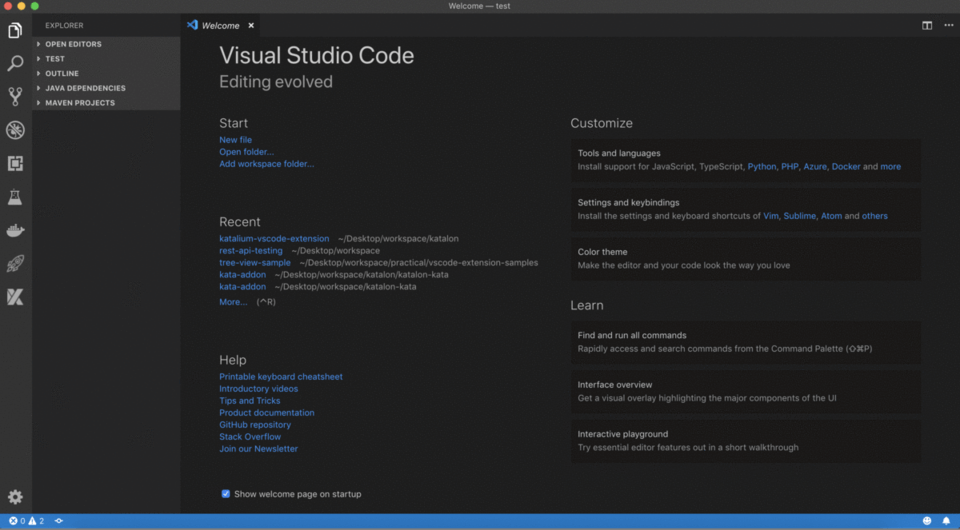 Welcome — test
EXPLORER
OPEN EDITORS
TEST
OUTLINE
JAVA DEPENDENCIES
MAVEN PROJECTS
Welcome
Visual Studio Code
Editing evolved
Start
New file
Open folder...
Add workspace folder...
Recent
katalium-vscode-extension ~/Desktop/workspace/katalon
rest-api-testing ~/Desktop/workspace
tree-view-sample ~/Desktop/workspace/practical/vscode-extension-samples
kata-addon ~/Desktop/workspace/katalon/katalon-kata
kata-addon ~/Desktop/workspace/katalon-kata
More... (^R)
Help
Printable keyboard cheatsheet
Introductory videos
Tips and Tricks
Product documentation
GitHub repository
Stack Overflow
Join our Newsletter
Customize
Tools and languages
Install support for JavaScript, TypeScript, Python, PHP, Azure, Docker and more
Settings and keybindings
Install the settings and keyboard shortcuts of Vim, Sublime, Atom and others
Color theme
Make the editor and your code look the way you love
Learn
Find and run all commands
Rapidly access and search commands from the Command Palette (⇧⌘P)
Interface overview
Get a visual overlay highlighting the major components of the UI
Interactive playground
Try essential editor features out in a short walkthrough
Show welcome page on startup
0 2